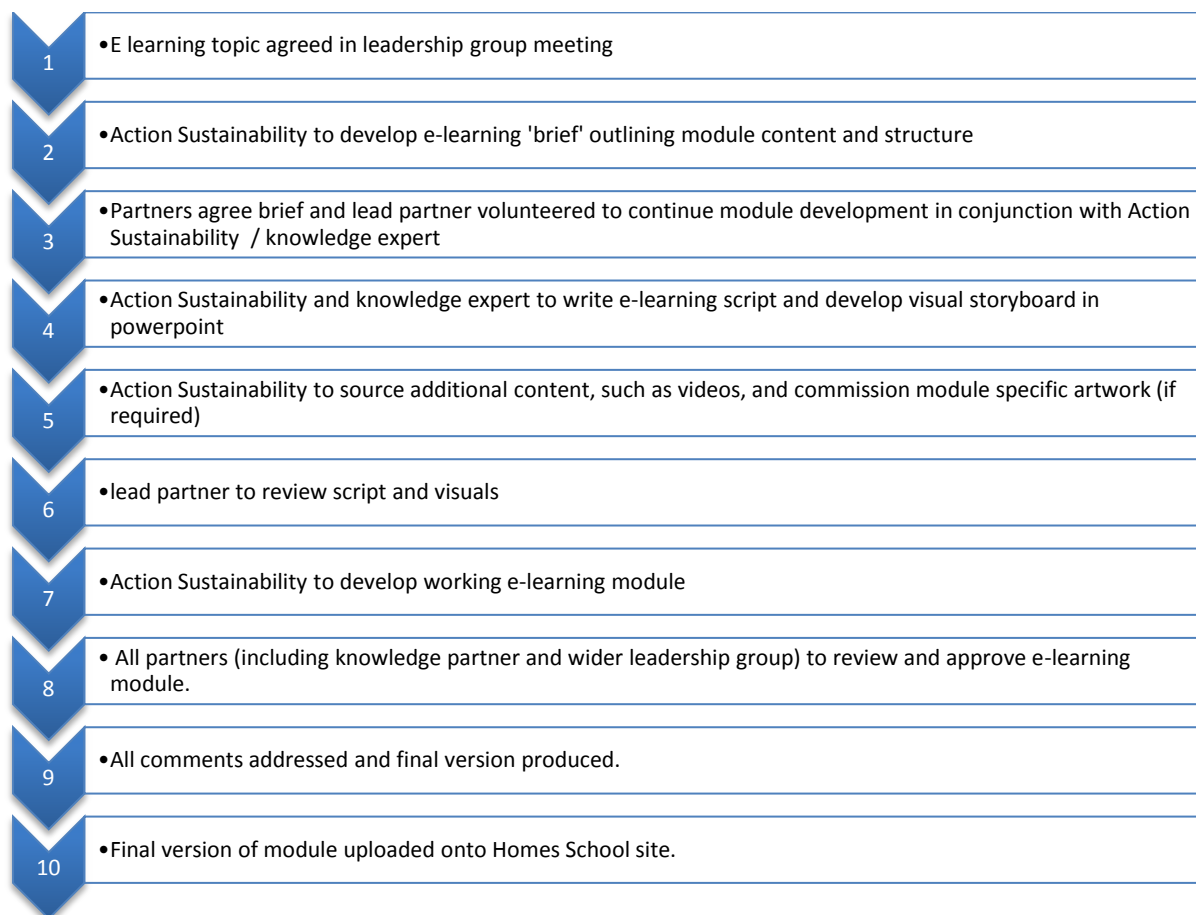 1
•E learning topic agreed in leadership group meeting
2
•Action Sustainability to develop e-learning 'brief' outlining module content and structure
3
•Partners agree brief and lead partner volunteered to continue module development in conjunction with Action
Sustainability / knowledge expert
4
•Action Sustainability and knowledge expert to write e-learning script and develop visual storyboard in
powerpoint
5
•Action Sustainability to source additional content, such as videos, and commission module specific artwork (if
required)
6
•lead partner to review script and visuals
7
•Action Sustainability to develop working e-learning module
8
• All partners (including knowledge partner and wider leadership group) to review and approve e-learning
module.
9
•All comments addressed and final version produced.
10
•Final version of module uploaded onto Homes School site.